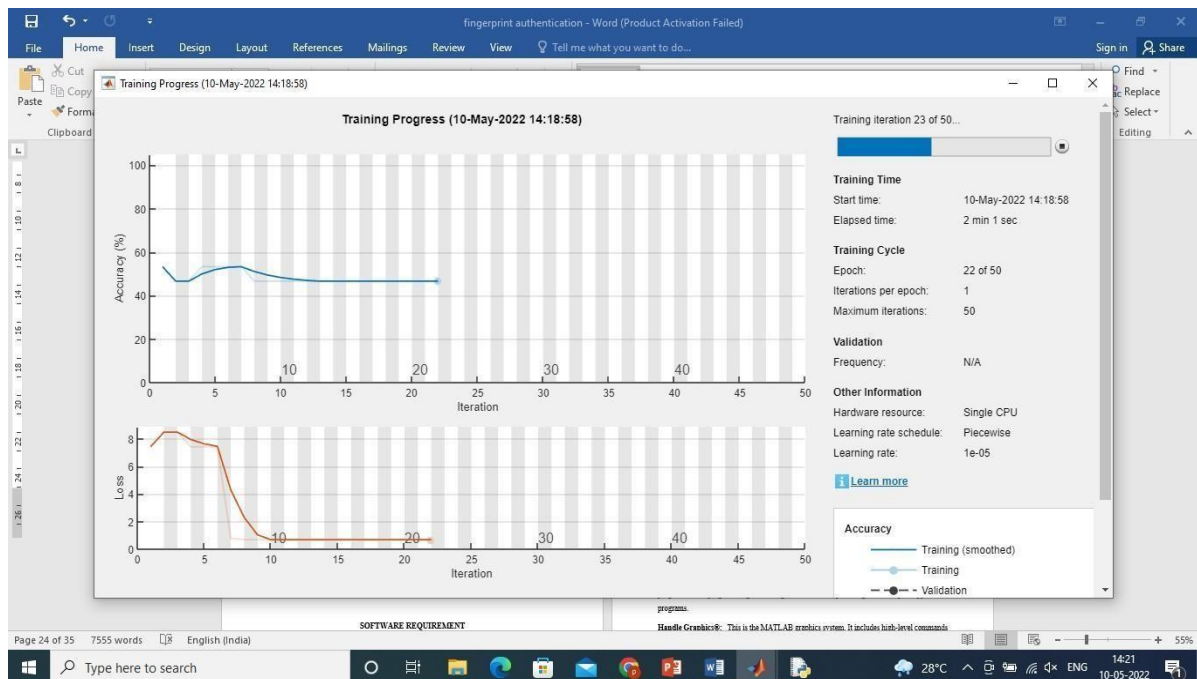 fingerprint authentication - Word (Product Activation Failed)
File Home Insert Design Layout References Mailings Review View Tell me what you want to do... Sign in Share
Paste
Cut
Copy
Clipboard
Find
Replace
Select
Editing
Training Progress (10-May-2022 14:18:58)
Training Progress (10-May-2022 14:18:58)
Accuracy (%)
100
80
60
40
20
0
10 20 30 40
0 5 10 15 20 25 30 35 40 45 50
Iteration
Loss
8
6
4
2
0
10 20 30 40
0 5 10 15 20 25 30 35 40 45 50
Iteration
Training iteration 23 of 50...
Training Time
Start time: 10-May-2022 14:18:58
Elapsed time: 2 min 1 sec
Training Cycle
Epoch: 22 of 50
Iterations per epoch: 1
Maximum iterations: 50
Validation
Frequency: N/A
Other Information
Hardware resource: Single CPU
Learning rate schedule: Piecewise
Learning rate: 1e-05
Learn more
Accuracy
Training (smoothed)
Training
Validation
programs.
SOFTWARE REQUIREMENT
Handle Graphics®: This is the MATLAB graphics system. It includes high-level commands
Page 24 of 35 7555 words English (India) 55%
Type here to search
28°C ENG
14:21
10-05-2022